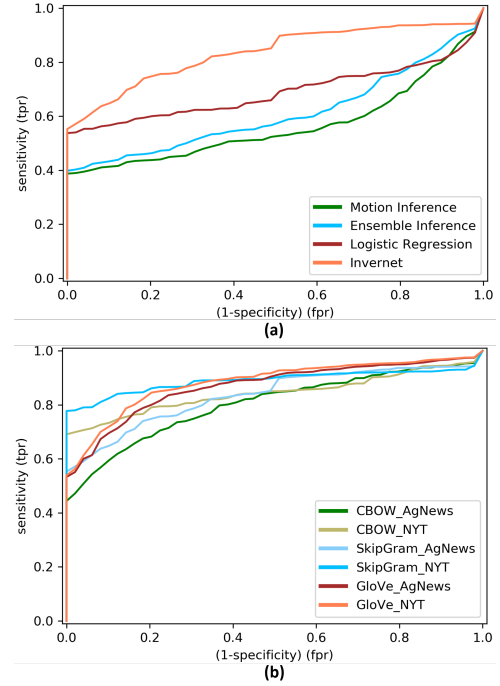 1.0
0.8
0.6
0.4
0.2
0.0
sensitivity (tpr)
Motion Inference
Ensemble Inference
Logistic Regression
Invernet
0.0 0.2 0.4 0.6 0.8 1.0
(1-specificity) (fpr)
(a)
1.0
0.8
0.6
0.4
0.2
0.0
sensitivity (tpr)
CBOW_AgNews
CBOW_NYT
SkipGram_AgNews
SkipGram_NYT
GloVe_AgNews
GloVe_NYT
0.0 0.2 0.4 0.6 0.8 1.0
(1-specificity) (fpr)
(b)